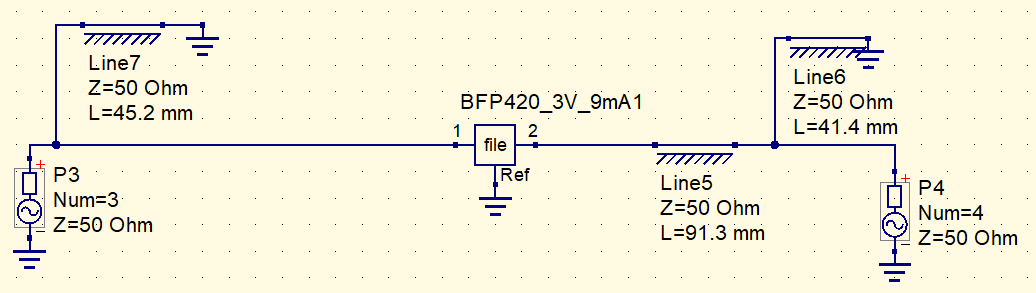 Line7
Z=50 Ohm
L=45.2 mm
Line6
Z=50 Ohm
L=41.4 mm
BFP420_3V_9mA1
1
file
2
Ref
P3
Num=3
Z=50 Ohm
Line5
Z=50 Ohm
L=91.3 mm
P4
Num=4
Z=50 Ohm